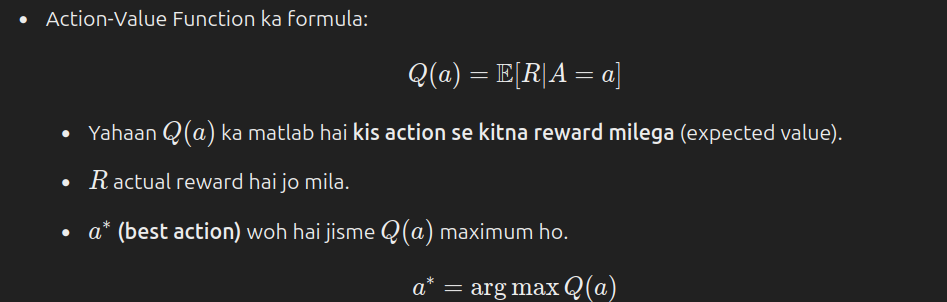 • Action-Value Function ka formula:
Q(a) = 𝔼[R|A = a]
• Yahaan Q(a) ka matlab hai kis action se kitna reward milega (expected value).
• R actual reward hai jo mila.
• a* (best action) woh hai jisme Q(a) maximum ho.
a* = arg max Q(a)